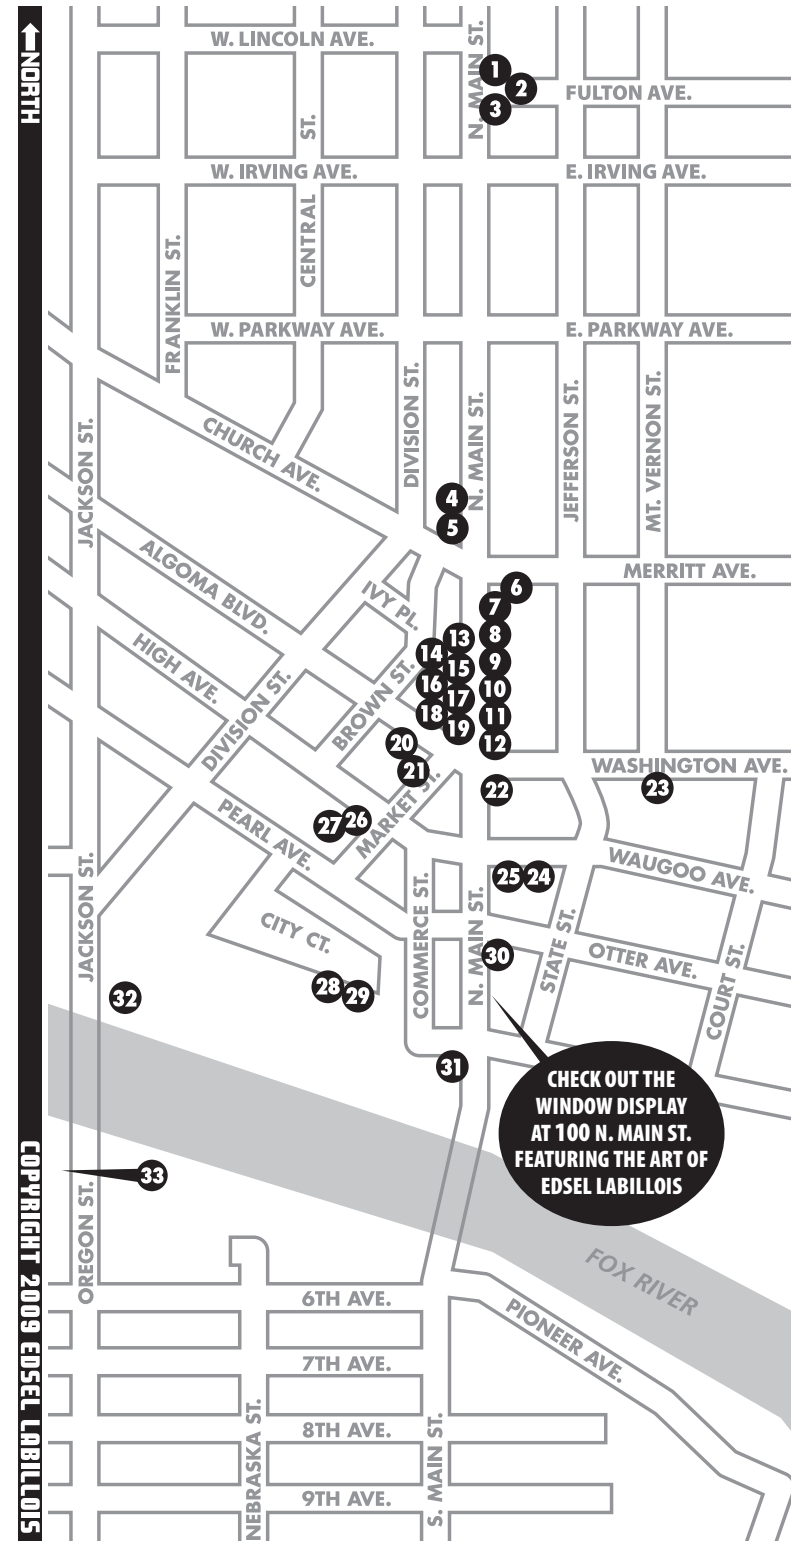 ←NORTH
W. LINCOLN AVE.
N. MAIN ST.
1
2
FULTON AVE.
3
ST.
W. IRVING AVE.
E. IRVING AVE.
CENTRAL
FRANKLIN ST.
W. PARKWAY AVE.
E. PARKWAY AVE.
DIVISION ST.
N. MAIN ST.
JEFFERSON ST.
MT. VERNON ST.
JACKSON ST.
CHURCH AVE.
4
5
ALGOMA BLVD.
MERRITT AVE.
IVY PL.
6
7
8
13
14
9
15
HIGH AVE.
BROWN ST.
16
10
17
18
11
19
DIVISION ST.
20
12
21
WASHINGTON AVE.
MARKET ST.
22
23
PEARL AVE.
27
26
WAUGOO AVE.
JACKSON ST.
COMMERCE ST.
25
24
N. MAIN ST.
CITY CT.
STATE ST.
30
OTTER AVE.
COURT ST.
28
29
32
31
CHECK OUT THE
WINDOW DISPLAY
AT 100 N. MAIN ST.
FEATURING THE ART OF
EDSEL LABILLOIS
33
OREGON ST.
FOX RIVER
6TH AVE.
PIONEER AVE.
7TH AVE.
NEBRASKA ST.
8TH AVE.
S. MAIN ST.
9TH AVE.
COPYRIGHT 2009 EDSEL LABILLOIS